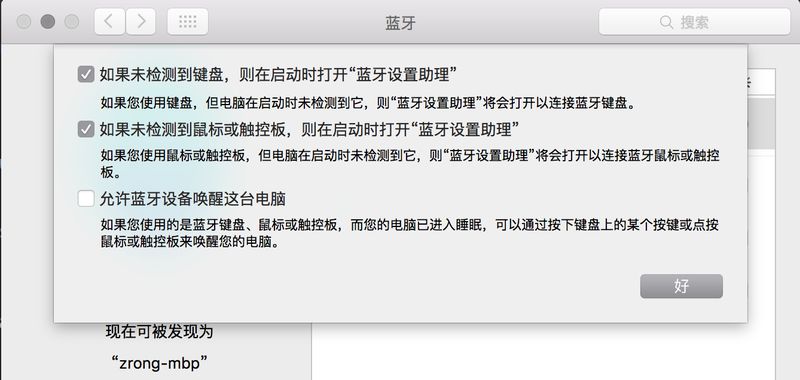 蓝牙
搜索
如果未检测到键盘，则在启动时打开“蓝牙设置助理”
如果您使用键盘，但电脑在启动时未检测到它，则“蓝牙设置助理”将会打开以连接蓝牙键盘。
如果未检测到鼠标或触控板，则在启动时打开“蓝牙设置助理”
如果您使用鼠标或触控板，但电脑在启动时未检测到它，则“蓝牙设置助理”将会打开以连接蓝牙鼠标或触控
板。
允许蓝牙设备唤醒这台电脑
如果您使用的是蓝牙键盘、鼠标或触控板，而您的电脑已进入睡眠，可以通过按下键盘上的某个按键或点按
鼠标或触控板来唤醒您的电脑。
好
现在可被发现为
“zrong-mbp”